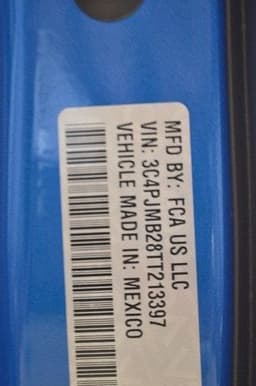 MFD BY: FCA US LLC
VIN: 3C4PJMB28TT213397
VEHICLE MADE IN: MEXICO